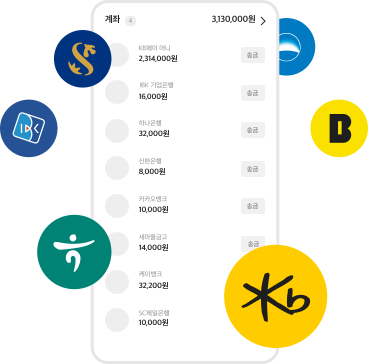 계좌 4 3,130,000원
KB페이 머니
2,314,000원
송금
IBK 기업은행
16,000원
송금
하나은행
32,000원
송금
신한은행
8,000원
송금
카카오뱅크
10,000원
송금
새마을금고
14,000원
송금
케이뱅크
32,200원
SC제일은행
10,000원
IBK
B
Kb